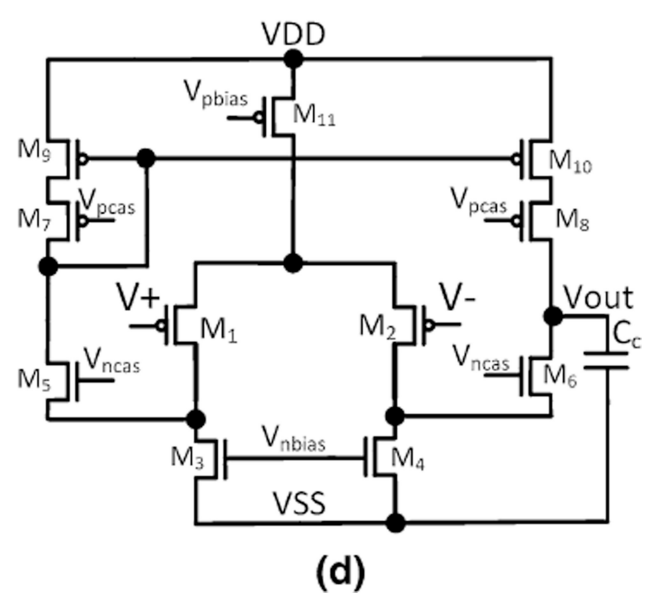 VDD
Vpbias
M11
M9
M10
Vpcas
Vpcas
M7
M8
V+
V-
Vout
M1
M2
Cc
Vncas
Vncas
M5
M6
Vnbias
M3
M4
VSS
(d)